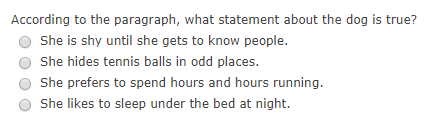 According to the paragraph, what statement about the dog is true?
She is shy until she gets to know people.
She hides tennis balls in odd places.
She prefers to spend hours and hours running.
She likes to sleep under the bed at night.